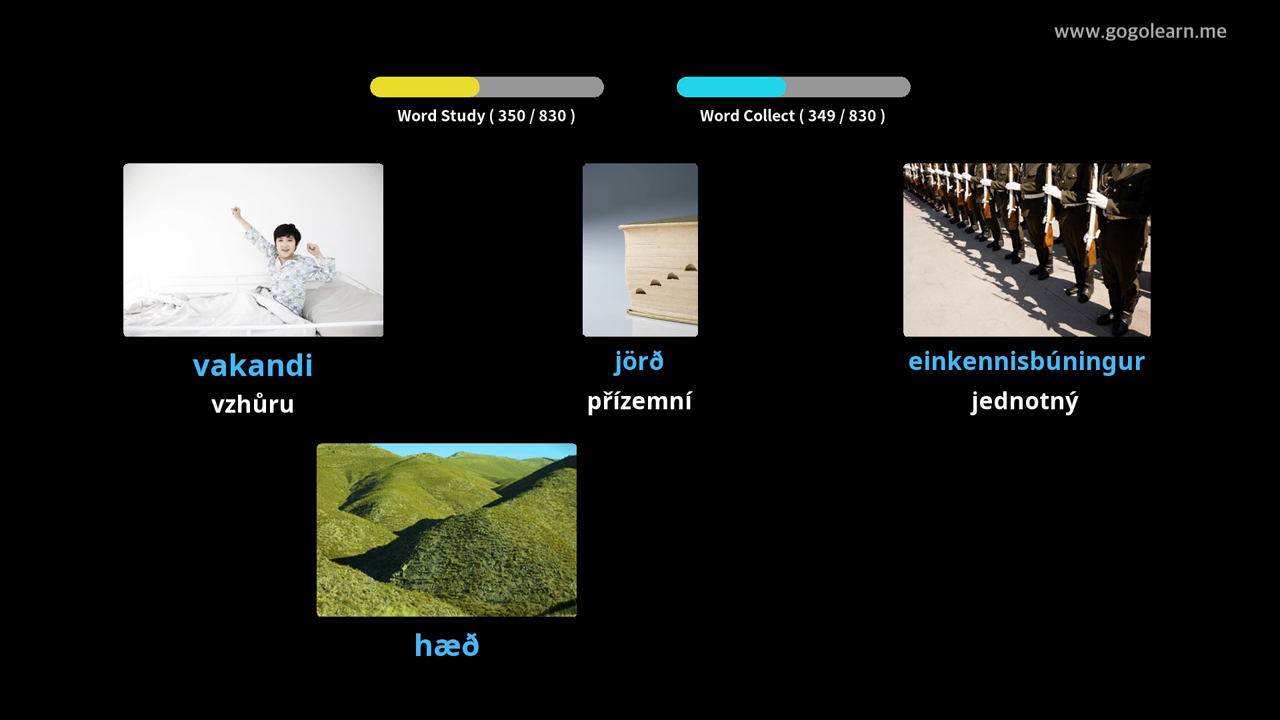 www.gogolearn.me
Word Study ( 350 / 830 )
Word Collect ( 349 / 830 )
vakandi
vzhůru
jörð
přízemní
einkennisbúningur
jednotný
hæð